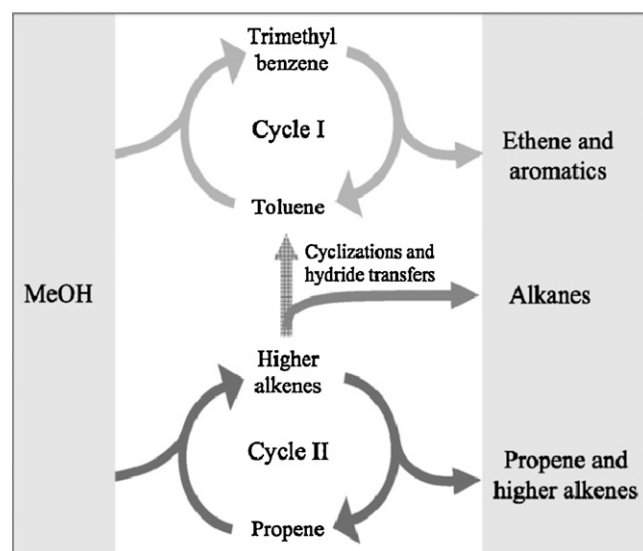 Trimethyl
benzene
Cycle I
Ethene and
aromatics
Toluene
Cyclizations and
hydride transfers
MeOH
Alkanes
Higher
alkenes
Cycle II
Propene and
higher alkenes
Propene